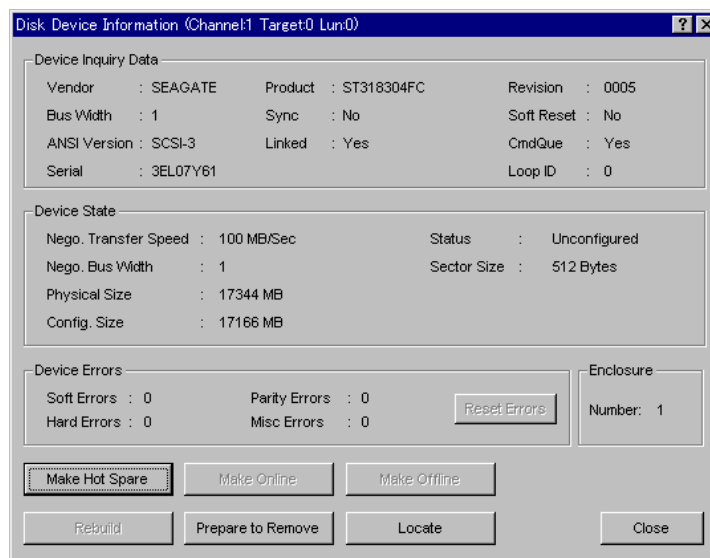 Disk Device Information (Channel:1 Target:0 Lun:0)
Device Inquiry Data
Vendor : SEAGATE Product : ST318304FC Revision : 0005
Bus Width : 1 Sync : No Soft Reset : No
ANSI Version : SCSI-3 Linked : Yes CmdQue : Yes
Serial : 3EL07Y61 Loop ID : 0
Device State
Nego. Transfer Speed : 100 MB/Sec Status : Unconfigured
Nego. Bus Width : 1 Sector Size : 512 Bytes
Physical Size : 17344 MB
Config. Size : 17166 MB
Device Errors Enclosure
Soft Errors : 0 Parity Errors : 0 Reset Errors
Hard Errors : 0 Misc Errors : 0 Number: 1
Make Hot Spare Make Online Make Offline
Rebuild Prepare to Remove Locate Close